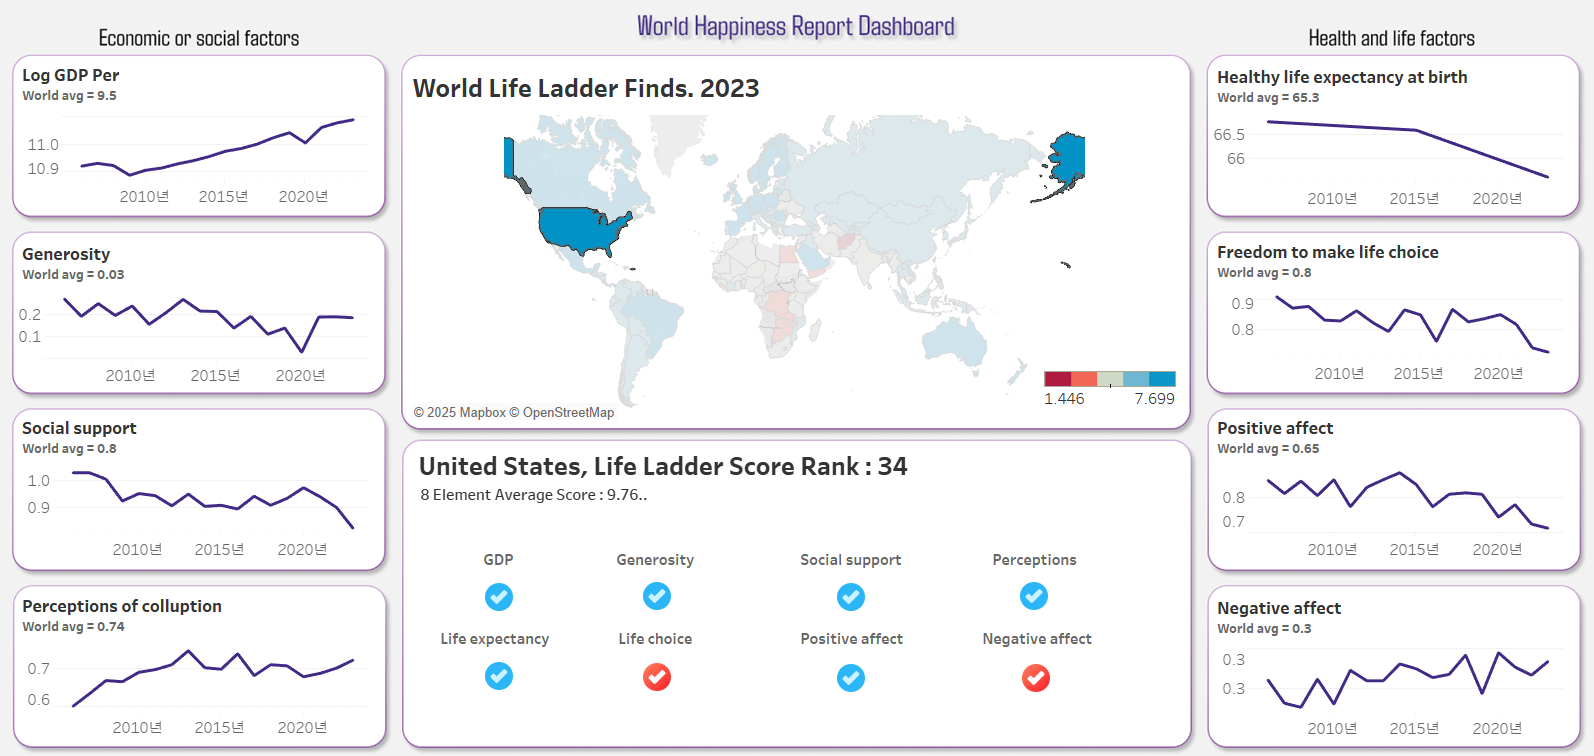 World Happiness Report Dashboard
Economic or social factors
Log GDP Per
World avg = 9.5
11.0
10.9
2010년 2015년 2020년
Generosity
World avg = 0.03
0.2
0.1
2010년 2015년 2020년
Social support
World avg = 0.8
1.0
0.9
2010년 2015년 2020년
Perceptions of colluption
World avg = 0.74
0.7
0.6
2010년 2015년 2020년
World Life Ladder Finds. 2023
1.446 7.699
© 2025 Mapbox © OpenStreetMap
United States, Life Ladder Score Rank : 34
8 Element Average Score : 9.76..
GDP Generosity Social support Perceptions
Life expectancy Life choice Positive affect Negative affect
Health and life factors
Healthy life expectancy at birth
World avg = 65.3
66.5
66
2010년 2015년 2020년
Freedom to make life choice
World avg = 0.8
0.9
0.8
2010년 2015년 2020년
Positive affect
World avg = 0.65
0.8
0.7
2010년 2015년 2020년
Negative affect
World avg = 0.3
0.3
0.3
2010년 2015년 2020년